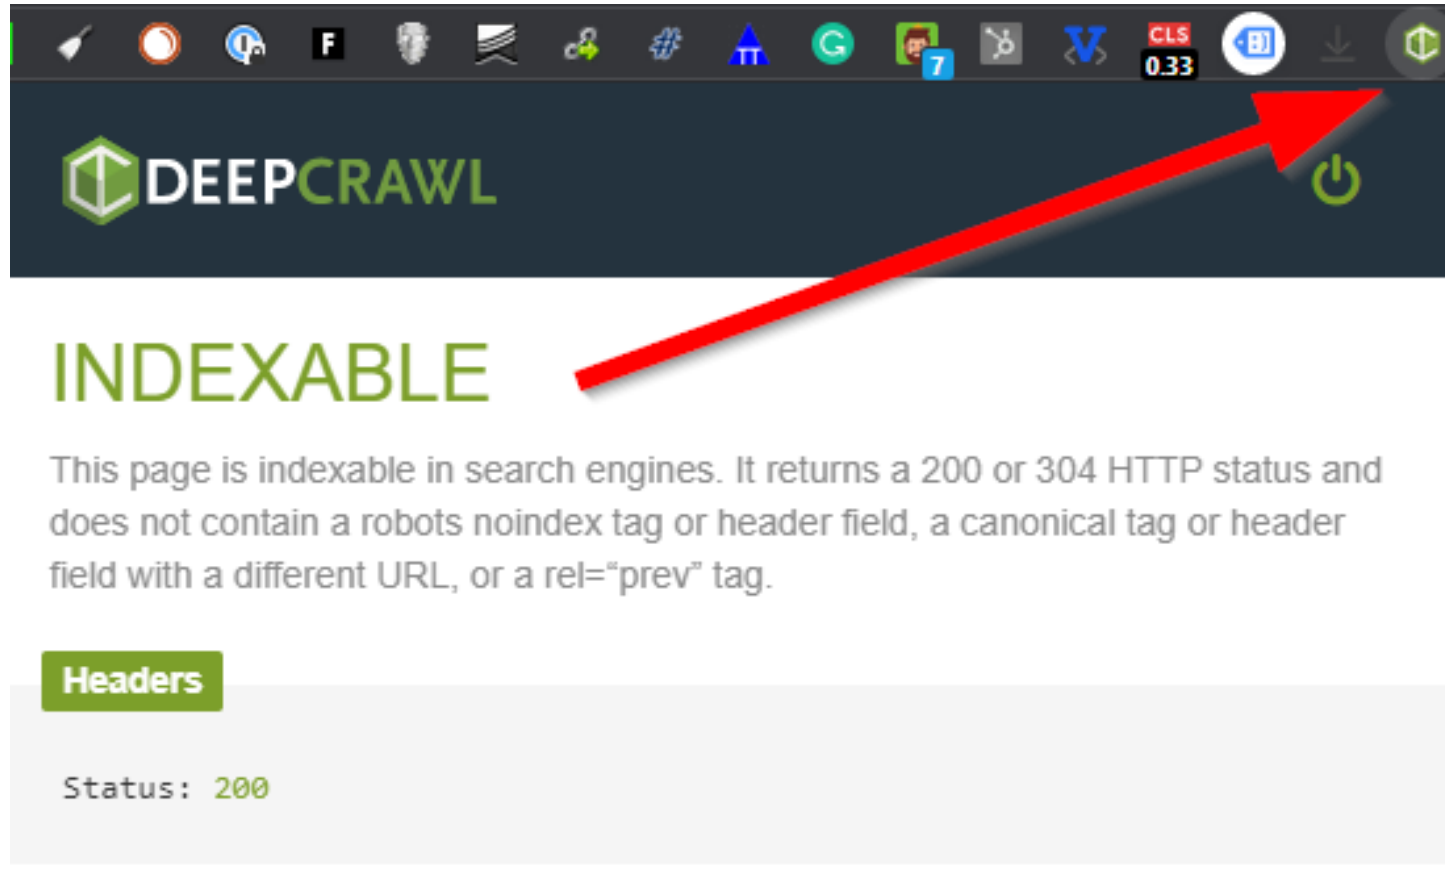 F
G
7
CLS
0.33
DEEPCRAWL
INDEXABLE
This page is indexable in search engines. It returns a 200 or 304 HTTP status and
does not contain a robots noindex tag or header field, a canonical tag or header
field with a different URL, or a rel=“prev” tag.
Headers
Status: 200